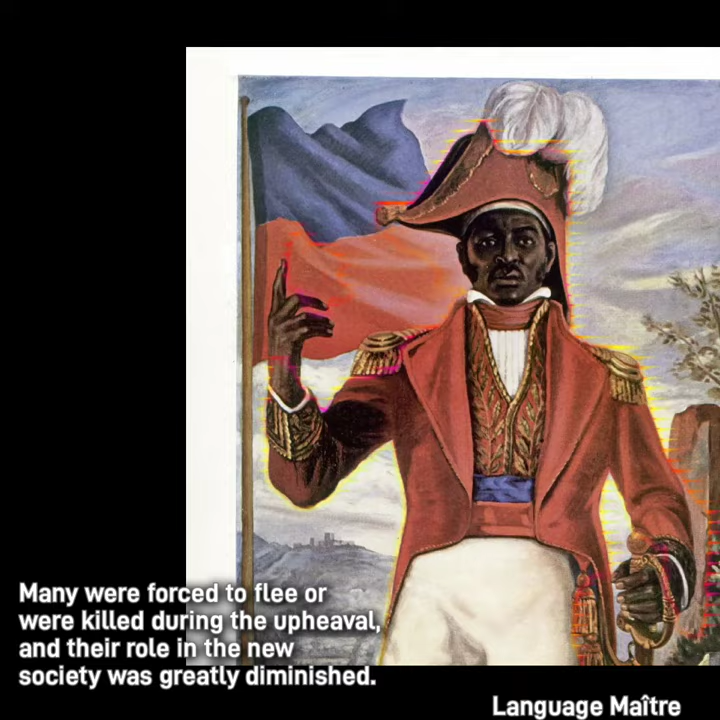 Many were forced to flee or
were killed during the upheaval,
and their role in the new
society was greatly diminished.
Language Maître